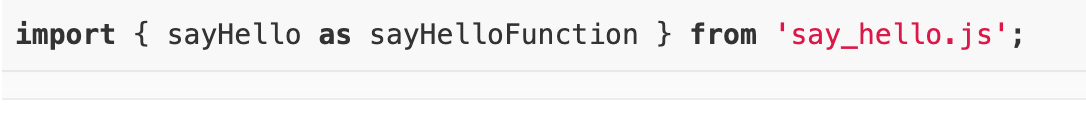 import { sayHello as sayHelloFunction } from 'say_hello.js';